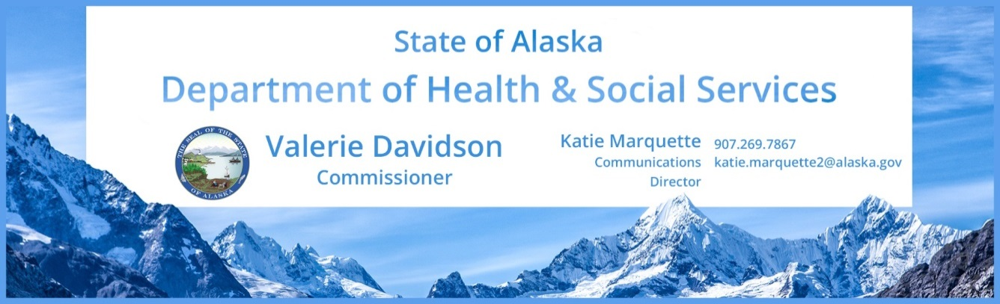 State of Alaska
Department of Health & Social Services
THE SEAL OF THE STATE
OF ALASKA
Valerie Davidson
Commissioner
Katie Marquette
Communications
Director
907.269.7867
katie.marquette2@alaska.gov